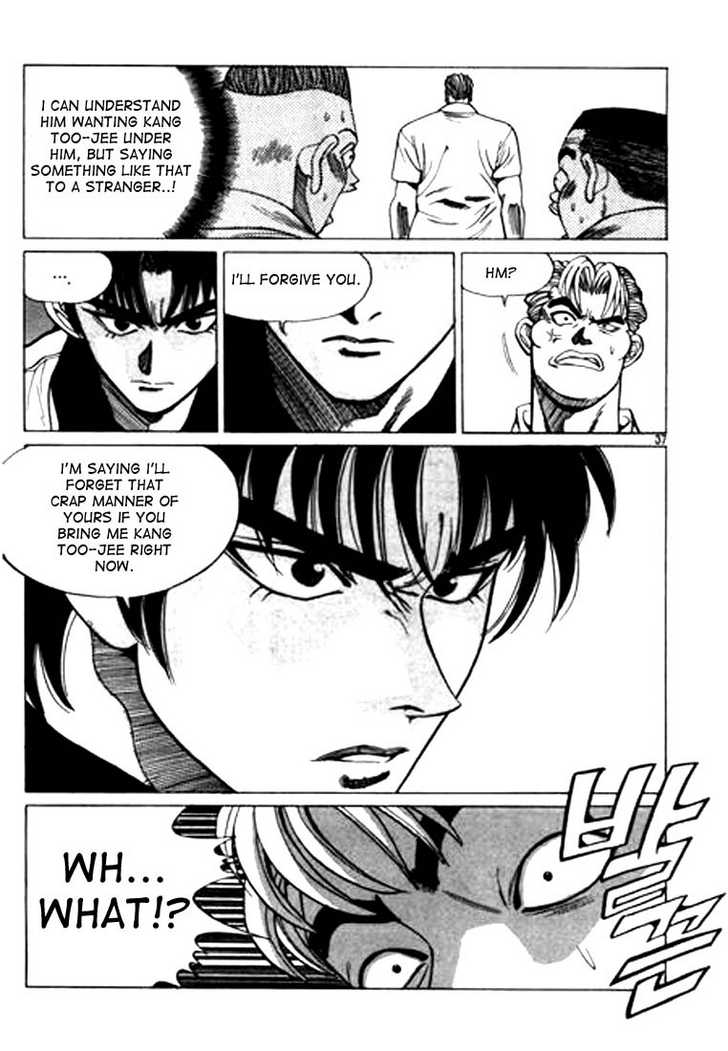 I CAN UNDERSTAND
HIM WANTING KANG
TOO-JEE UNDER
HIM, BUT SAYING
SOMETHING LIKE THAT
TO A STRANGER..!
....
I'LL FORGIVE YOU.
HM?
37
I'M SAYING I'LL
FORGET THAT
CRAP MANNER OF
YOURS IF YOU
BRING ME KANG
TOO-JEE RIGHT
NOW.
WH...
WHAT!?
발끈